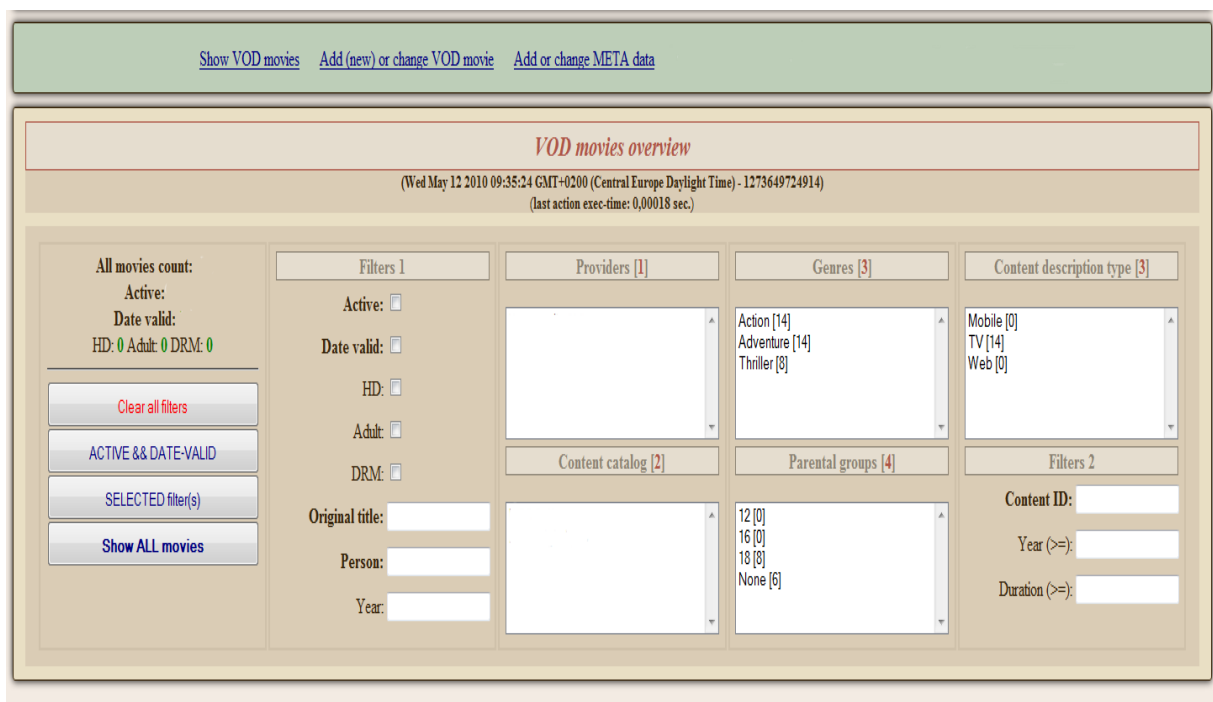 Show VOD movies Add (new) or change VOD movie Add or change META data
VOD movies overview
(Wed May 12 2010 09:35:24 GMT+0200 (Central Europe Daylight Time) - 1273649724914)
(last action exec-time: 0,00018 sec.)
All movies count:
Active:
Date valid:
HD: 0 Adult: 0 DRM: 0
Clear all filters
ACTIVE && DATE-VALID
SELECTED filter(s)
Show ALL movies
Filters 1
Active:
Date valid:
HD:
Adult:
DRM:
Original title:
Person:
Year:
Providers [1]
Content catalog [2]
Genres [3]
Action [14]
Adventure [14]
Thriller [8]
Parental groups [4]
12 [0]
16 [0]
18 [8]
None [6]
Content description type [3]
Mobile [0]
TV [14]
Web [0]
Filters 2
Content ID:
Year (>=):
Duration (>=):